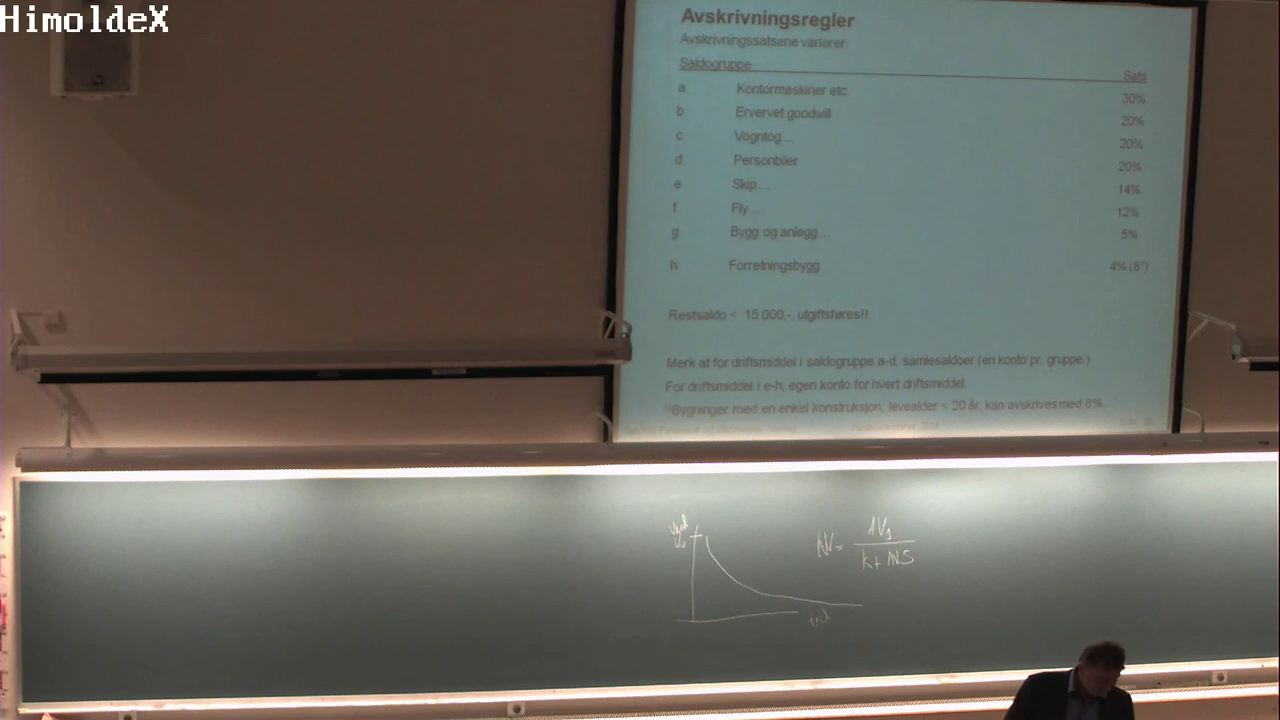 HimoldeX
Avskrivningsregler
Avskrivningssatsene varierer:
Saldogruppe Sats
a Kontormaskiner etc 30%
b Ervervet goodwill 20%
c Vogntog... 20%
d Personbiler 20%
e Skip.... 14%
f Fly .... 12%
g Bygg og anlegg... 5%
h Forretningsbygg 4% (8¹)
Restsaldo < 15 000,-, utgiftsføres!!
Merk at for driftsmiddel i saldogruppe a-d, samlesaldoer (en konto pr. gruppe.)
For driftsmiddel i e-h, egen konto for hvert driftsmiddel.
¹Bygninger med en enkel konstruksjon, levealder < 20 år, kan avskrives med 8%.